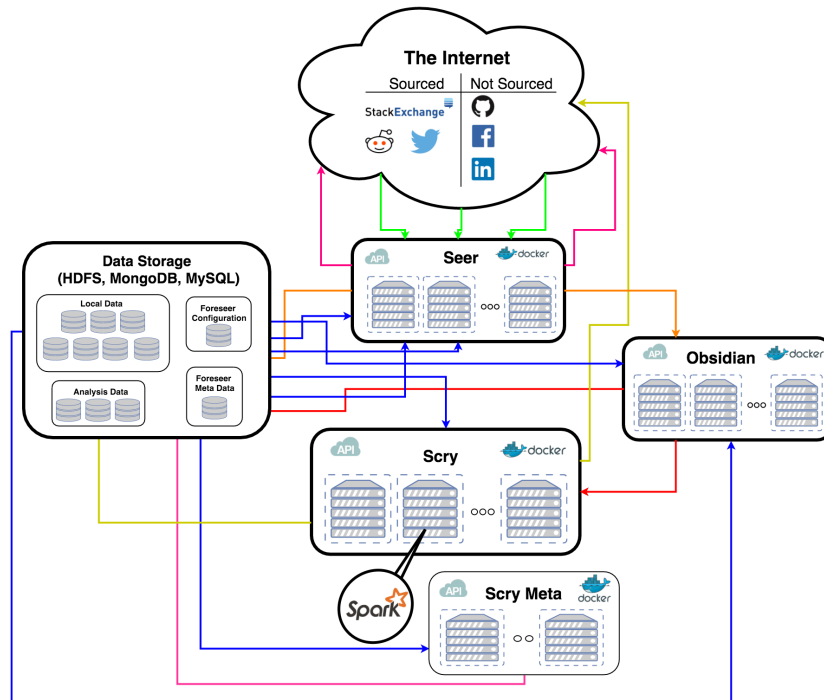 The Internet
Sourced
Not Sourced
StackExchange
in
API
Seer
docker
Data Storage
(HDFS, MongoDB, MySQL)
Local Data
Foreseer
Configuration
Analysis Data
Foreseer
Meta Data
API
Obsidian
docker
API
Scry
docker
Spark
API
Scry Meta
docker